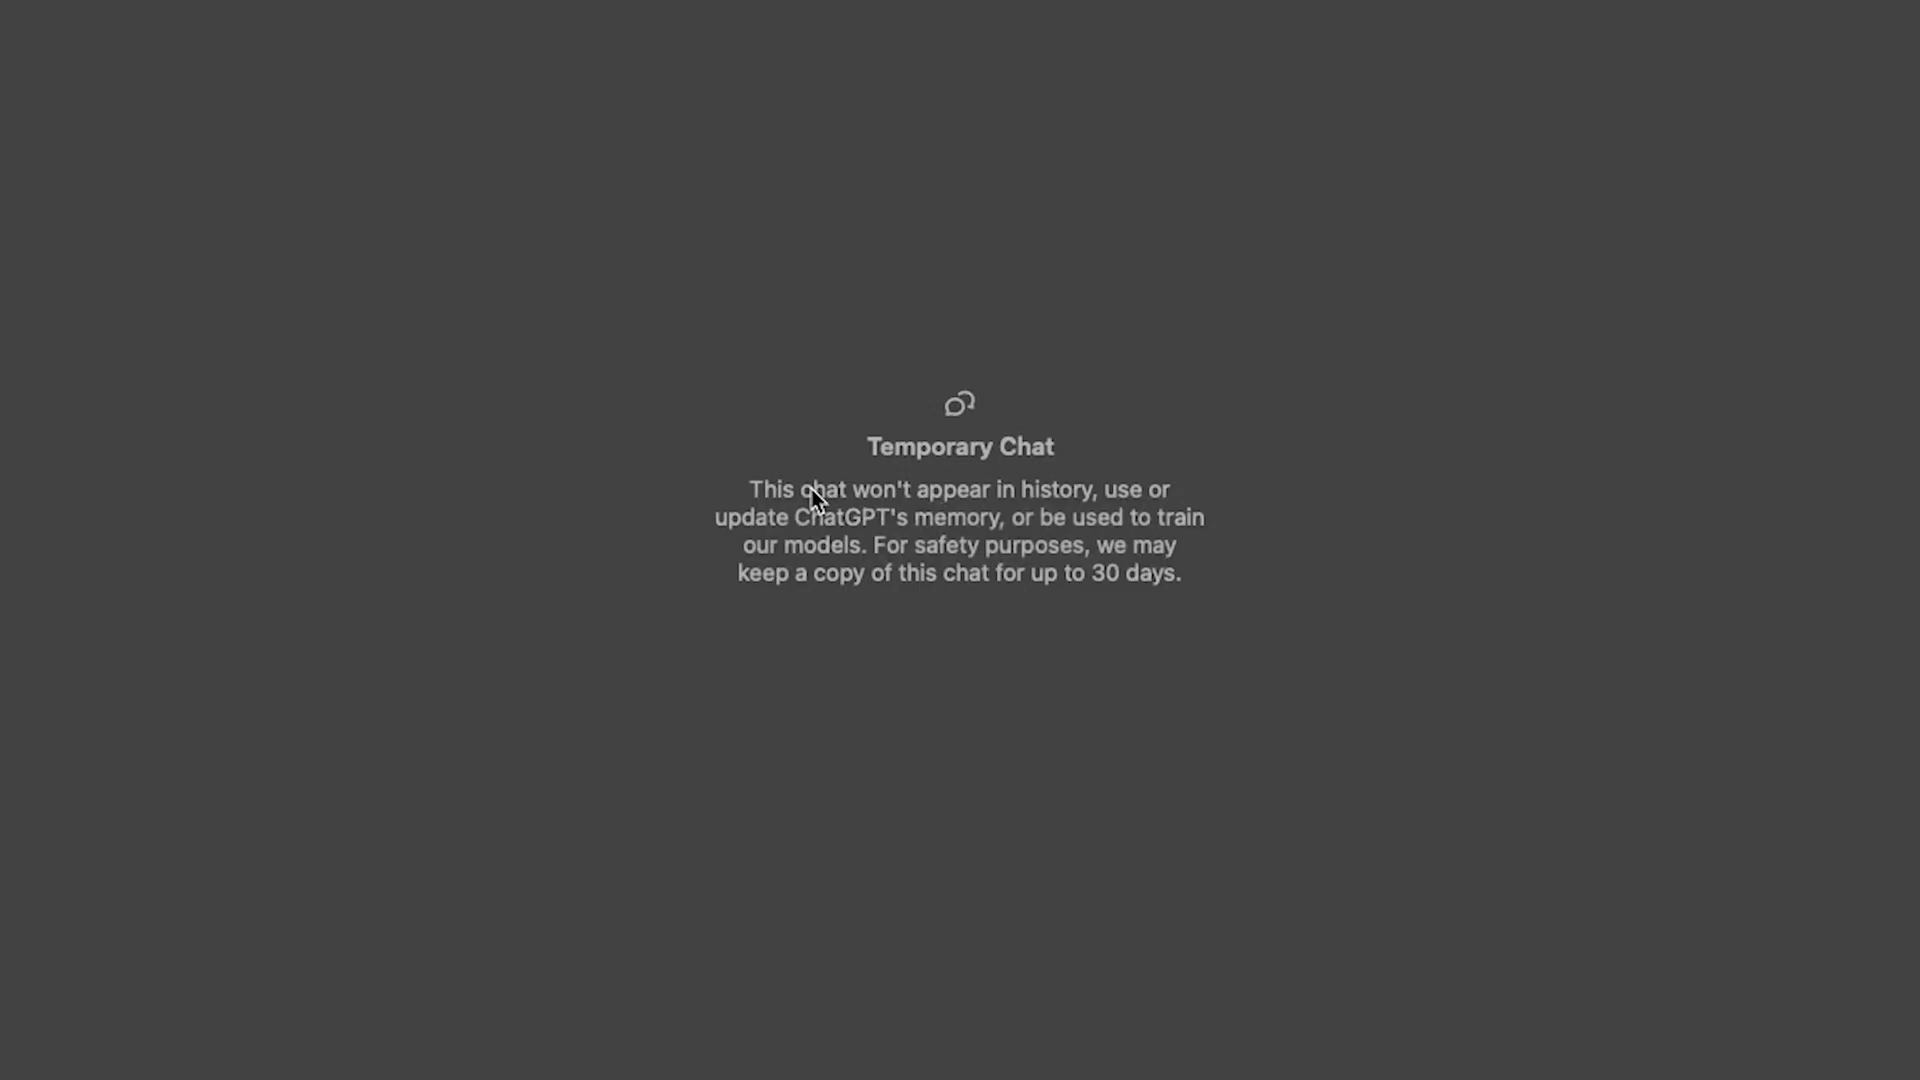 Temporary Chat
This chat won't appear in history, use or
update ChatGPT's memory, or be used to train
our models. For safety purposes, we may
keep a copy of this chat for up to 30 days.